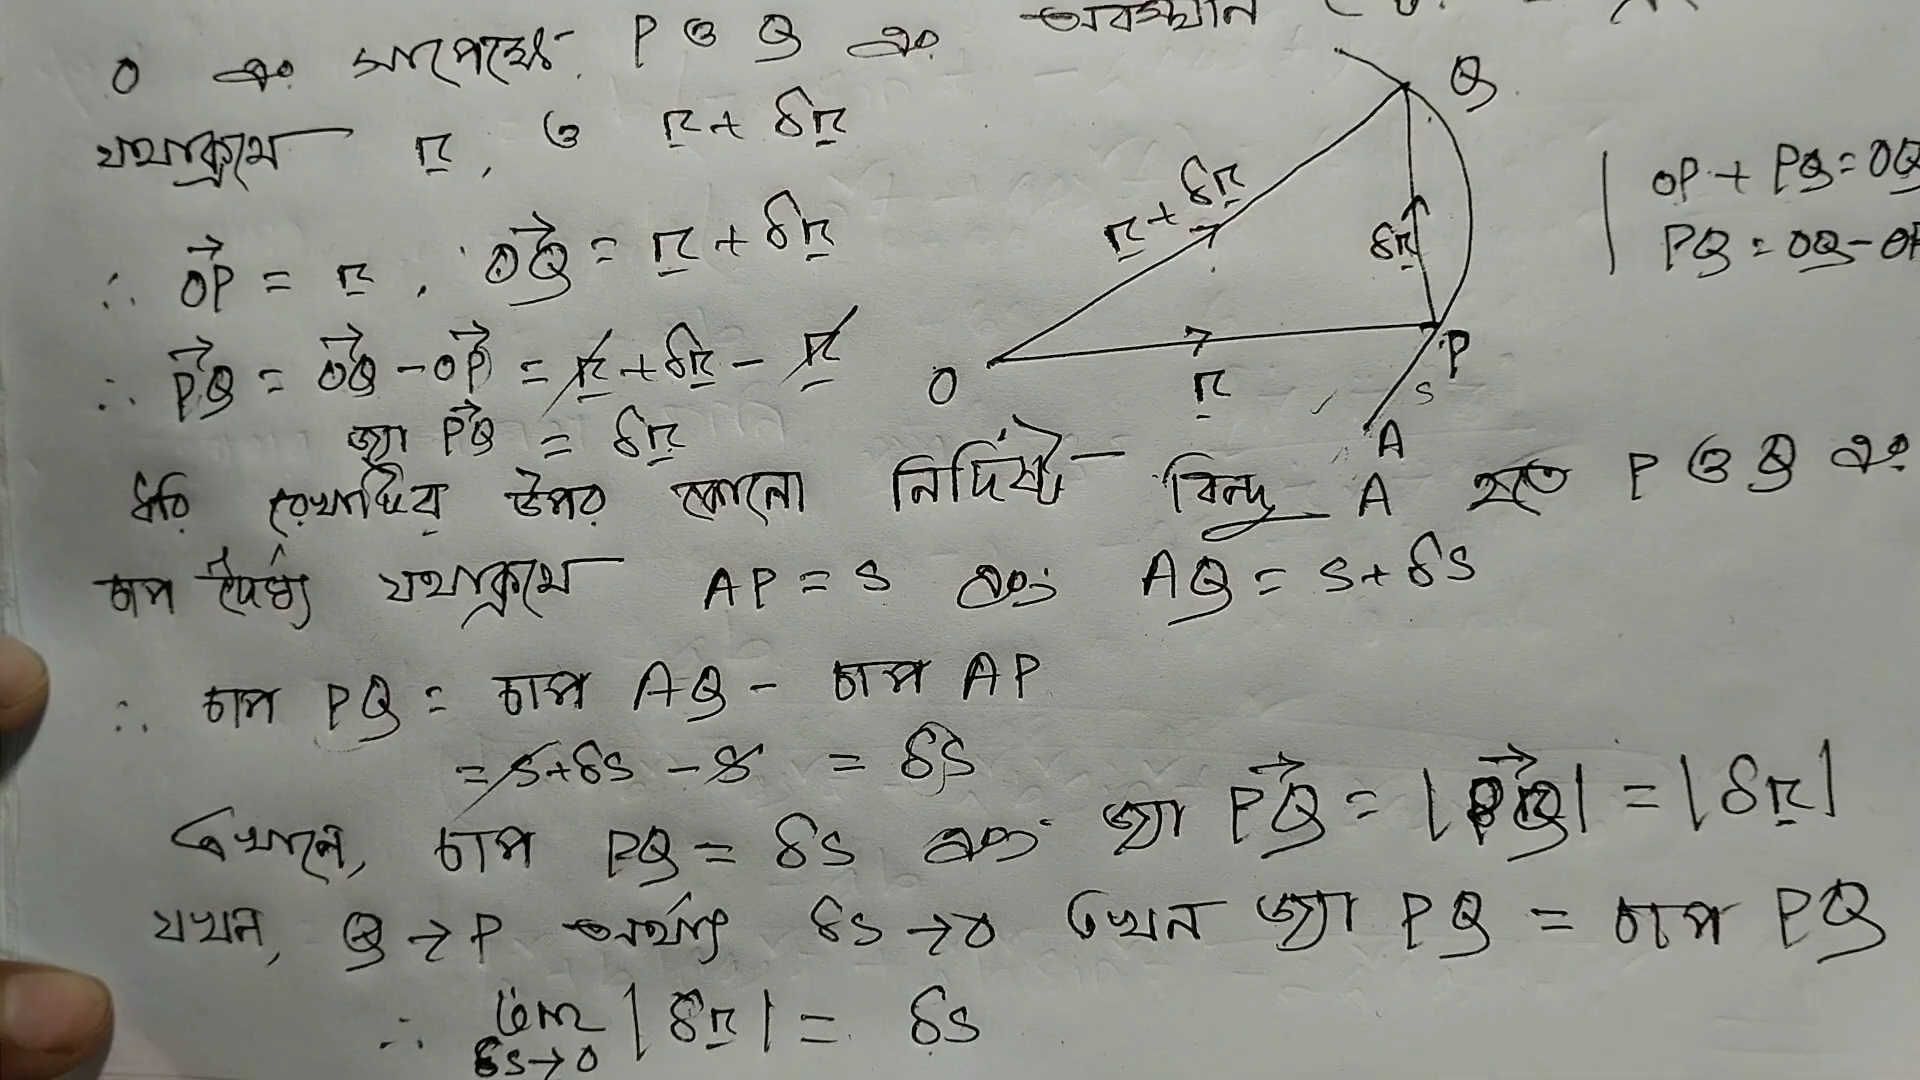 O এর সাপেক্ষে P ও Q এর অবস্থান
যথাক্রমে r, ও r + δr
∴ OP→ = r, OQ→ = r + δr
∴ PQ→ = OQ→ - OP→ = r + δr - r
জ্যা PQ→ = δr
Q
r + δr
δr
O
r
P
s
A
OP + PQ = OQ
PQ = OQ - OP
ধরি রেখাটির উপর কোনো নির্দিষ্ট বিন্দু A হতে P ও Q এর
চাপ দৈর্ঘ্য যথাক্রমে AP = s এবং AQ = s + δs
∴ চাপ PQ = চাপ AQ - চাপ AP
= s + δs - s = δs
এখানে, চাপ PQ = δs এবং জ্যা PQ→ = |PQ→| = |δr|
যখন, Q → P অর্থাৎ δs → 0 তখন জ্যা PQ = চাপ PQ
∴ lim δs→0 |δr| = δs